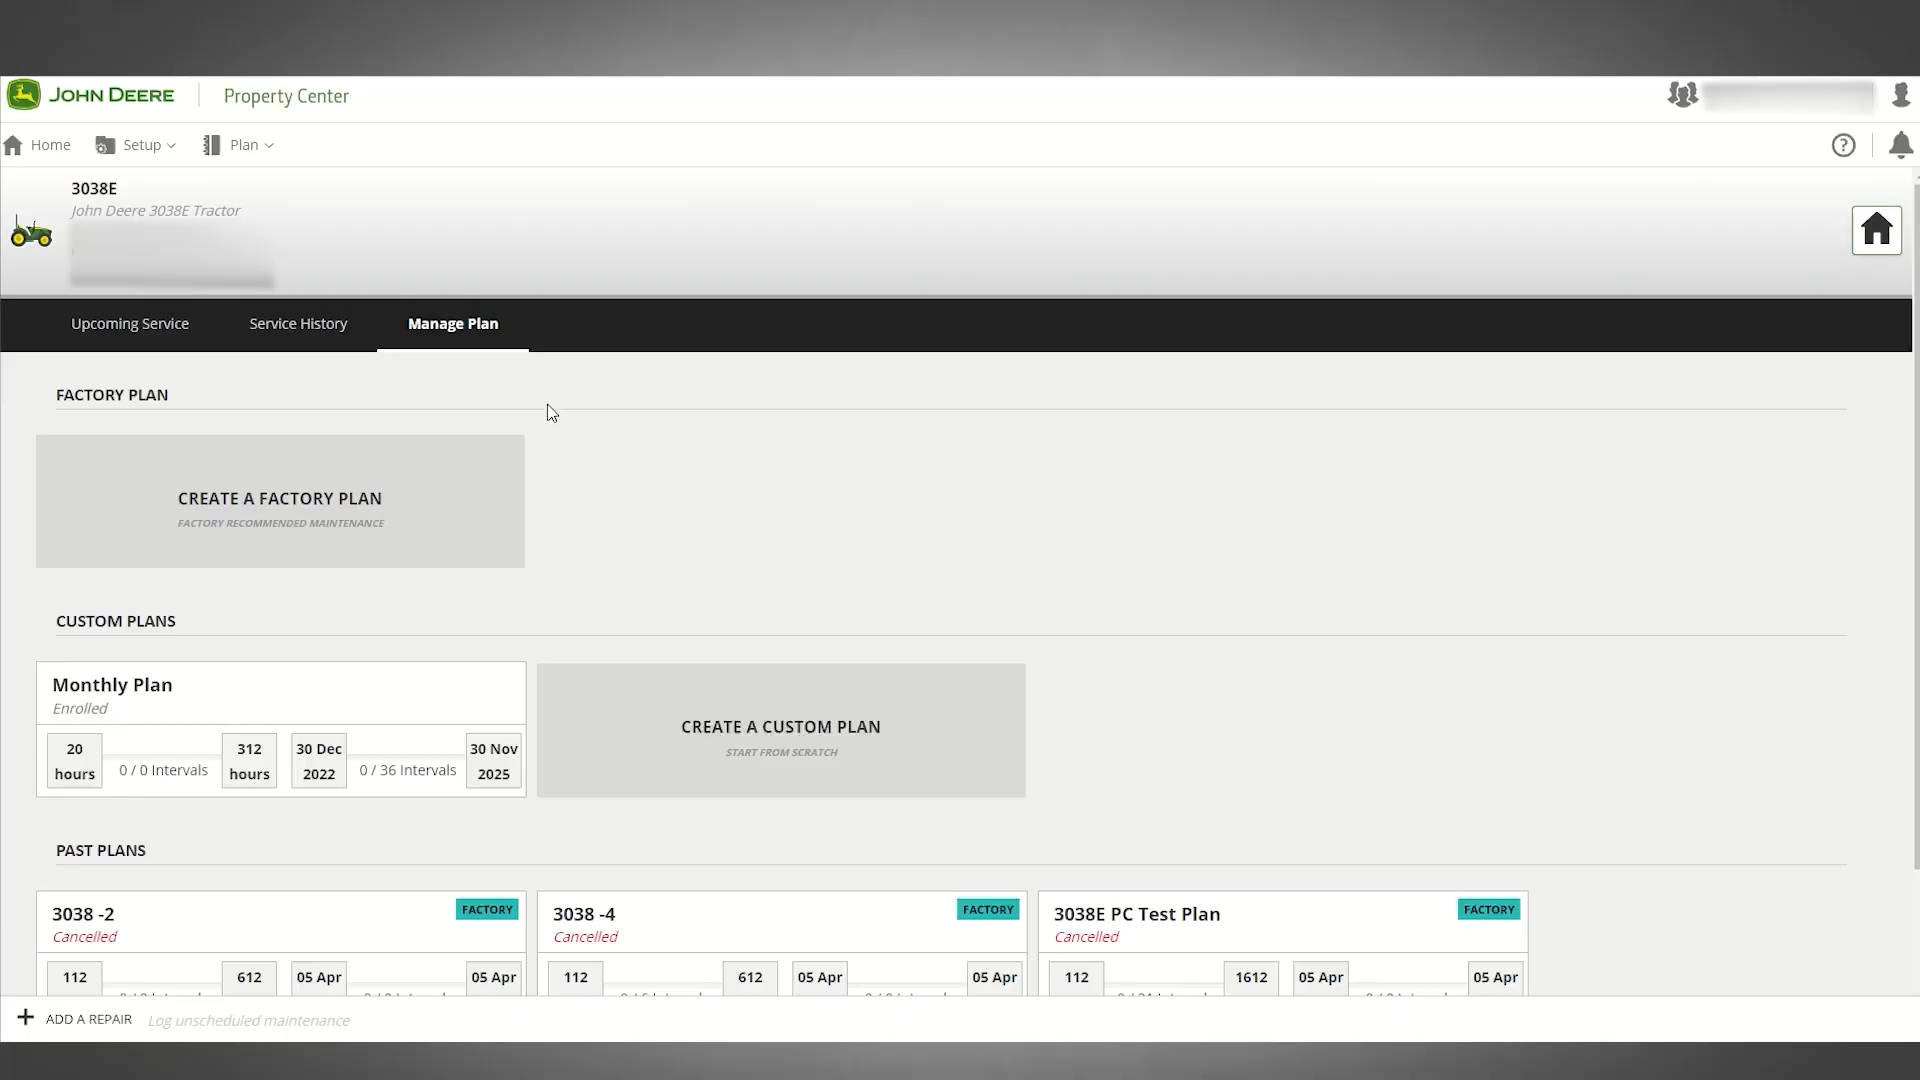 JOHN DEERE
Property Center
Home Setup Plan
3038E
John Deere 3038E Tractor
Upcoming Service Service History Manage Plan
FACTORY PLAN
CREATE A FACTORY PLAN
FACTORY RECOMMENDED MAINTENANCE
CUSTOM PLANS
Monthly Plan
Enrolled
20 hours 0 / 0 Intervals 312 hours 30 Dec 2022 0 / 36 Intervals 30 Nov 2025
CREATE A CUSTOM PLAN
START FROM SCRATCH
PAST PLANS
3038 -2 FACTORY
Cancelled
112 612 05 Apr 05 Apr
3038 -4 FACTORY
Cancelled
112 612 05 Apr 05 Apr
3038E PC Test Plan FACTORY
Cancelled
112 1612 05 Apr 05 Apr
+ ADD A REPAIR Log unscheduled maintenance